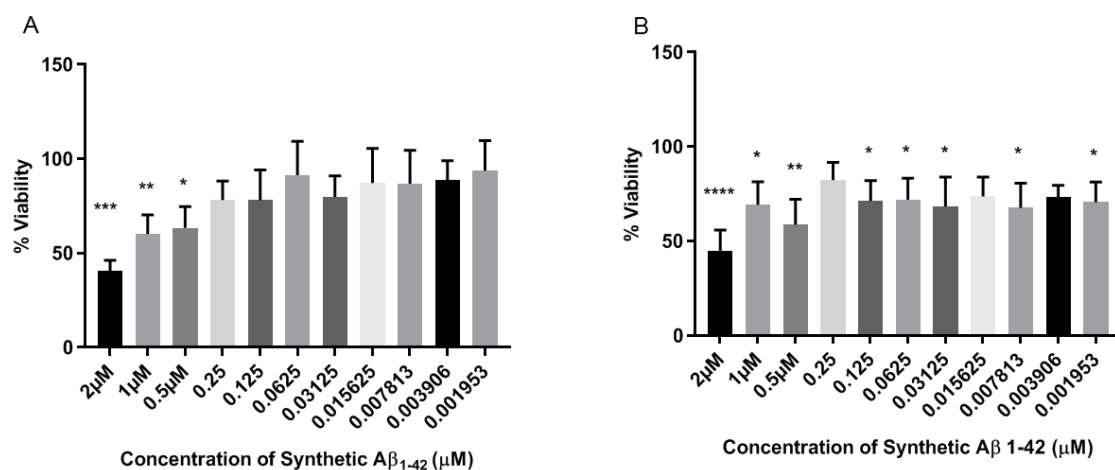 A
150
100
50
0
% Viability
***
**
*
2µM
1µM
0.5µM
0.25
0.125
0.0625
0.03125
0.015625
0.007813
0.003906
0.001953
Concentration of Synthetic Aβ1-42 (µM)
B
150
100
50
0
% Viability
****
*
**
*
*
*
*
*
2µM
1µM
0.5µM
0.25
0.125
0.0625
0.03125
0.015625
0.007813
0.003906
0.001953
Concentration of Synthetic Aβ 1-42 (µM)